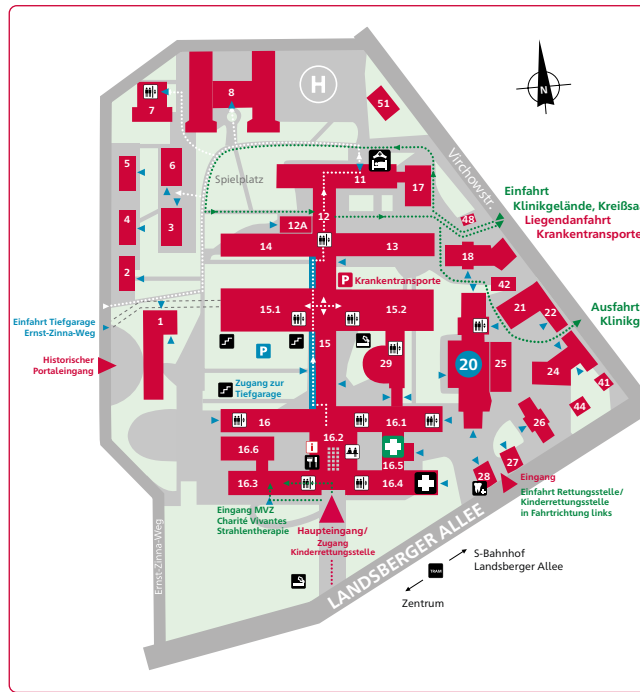 H
N
8
7
51
Virchowstr.
5
6
11
17
Spielplatz
Einfahrt
Klinikgelände, Kreißsaa
Liegendanfahrt
Krankentransporte
12
12A
48
4
3
14
13
18
2
P Krankentransporte
42
15.1
15.2
21
22
Ausfahrt
Klinikg
1
Einfahrt Tiefgarage
Ernst-Zinna-Weg
15
P
Historischer
Portaleingang
29
20
25
24
41
Zugang zur
Tiefgarage
44
16
16.1
26
16.2
16.6
i
16.5
27
28
Eingang
16.3
16.4
Einfahrt Rettungsstelle/
Kinderrettungsstelle
in Fahrtrichtung links
Eingang MVZ
Charité Vivantes
Strahlentherapie
Haupteingang/
Zugang
Kinderrettungsstelle
LANDSBERGER ALLEE
Ernst-Zinna-Weg
S-Bahnhof
Landsberger Allee
TRAM
Zentrum